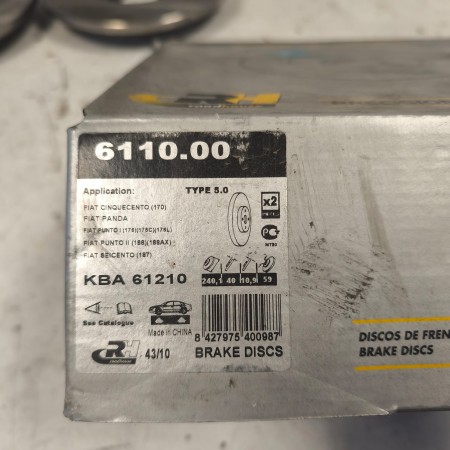 6110.00
Application:
TYPE 5.0
FIAT CINQUECENTO (170)
FIAT PANDA
FIAT PUNTO I (176)(176C)(176L)
FIAT PUNTO II (188)(188AX)
FIAT SEICENTO (187)
x2
KBA 61210
240,1 40 10,9 59
See Catalogue
Made in CHINA
8 427975 400987
RH
43/10
BRAKE DISCS
DISCOS DE FREN
BRAKE DISCS